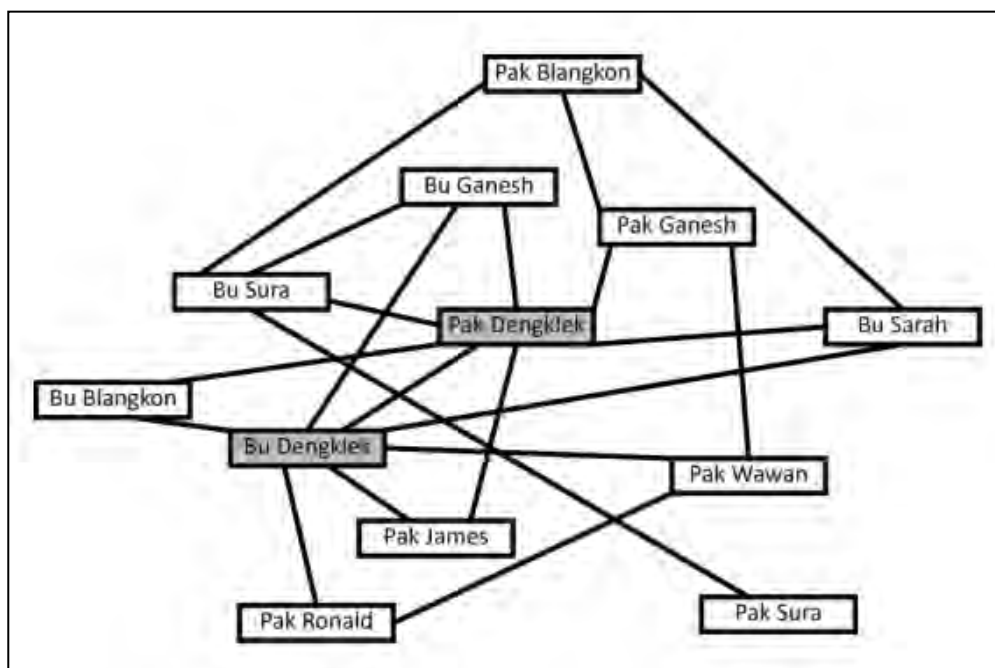 Pak Blangkon
Bu Ganesh
Pak Ganesh
Bu Sura
Pak Dengklek
Bu Sarah
Bu Blangkon
Bu Dengklek
Pak Wawan
Pak James
Pak Ronald
Pak Sura